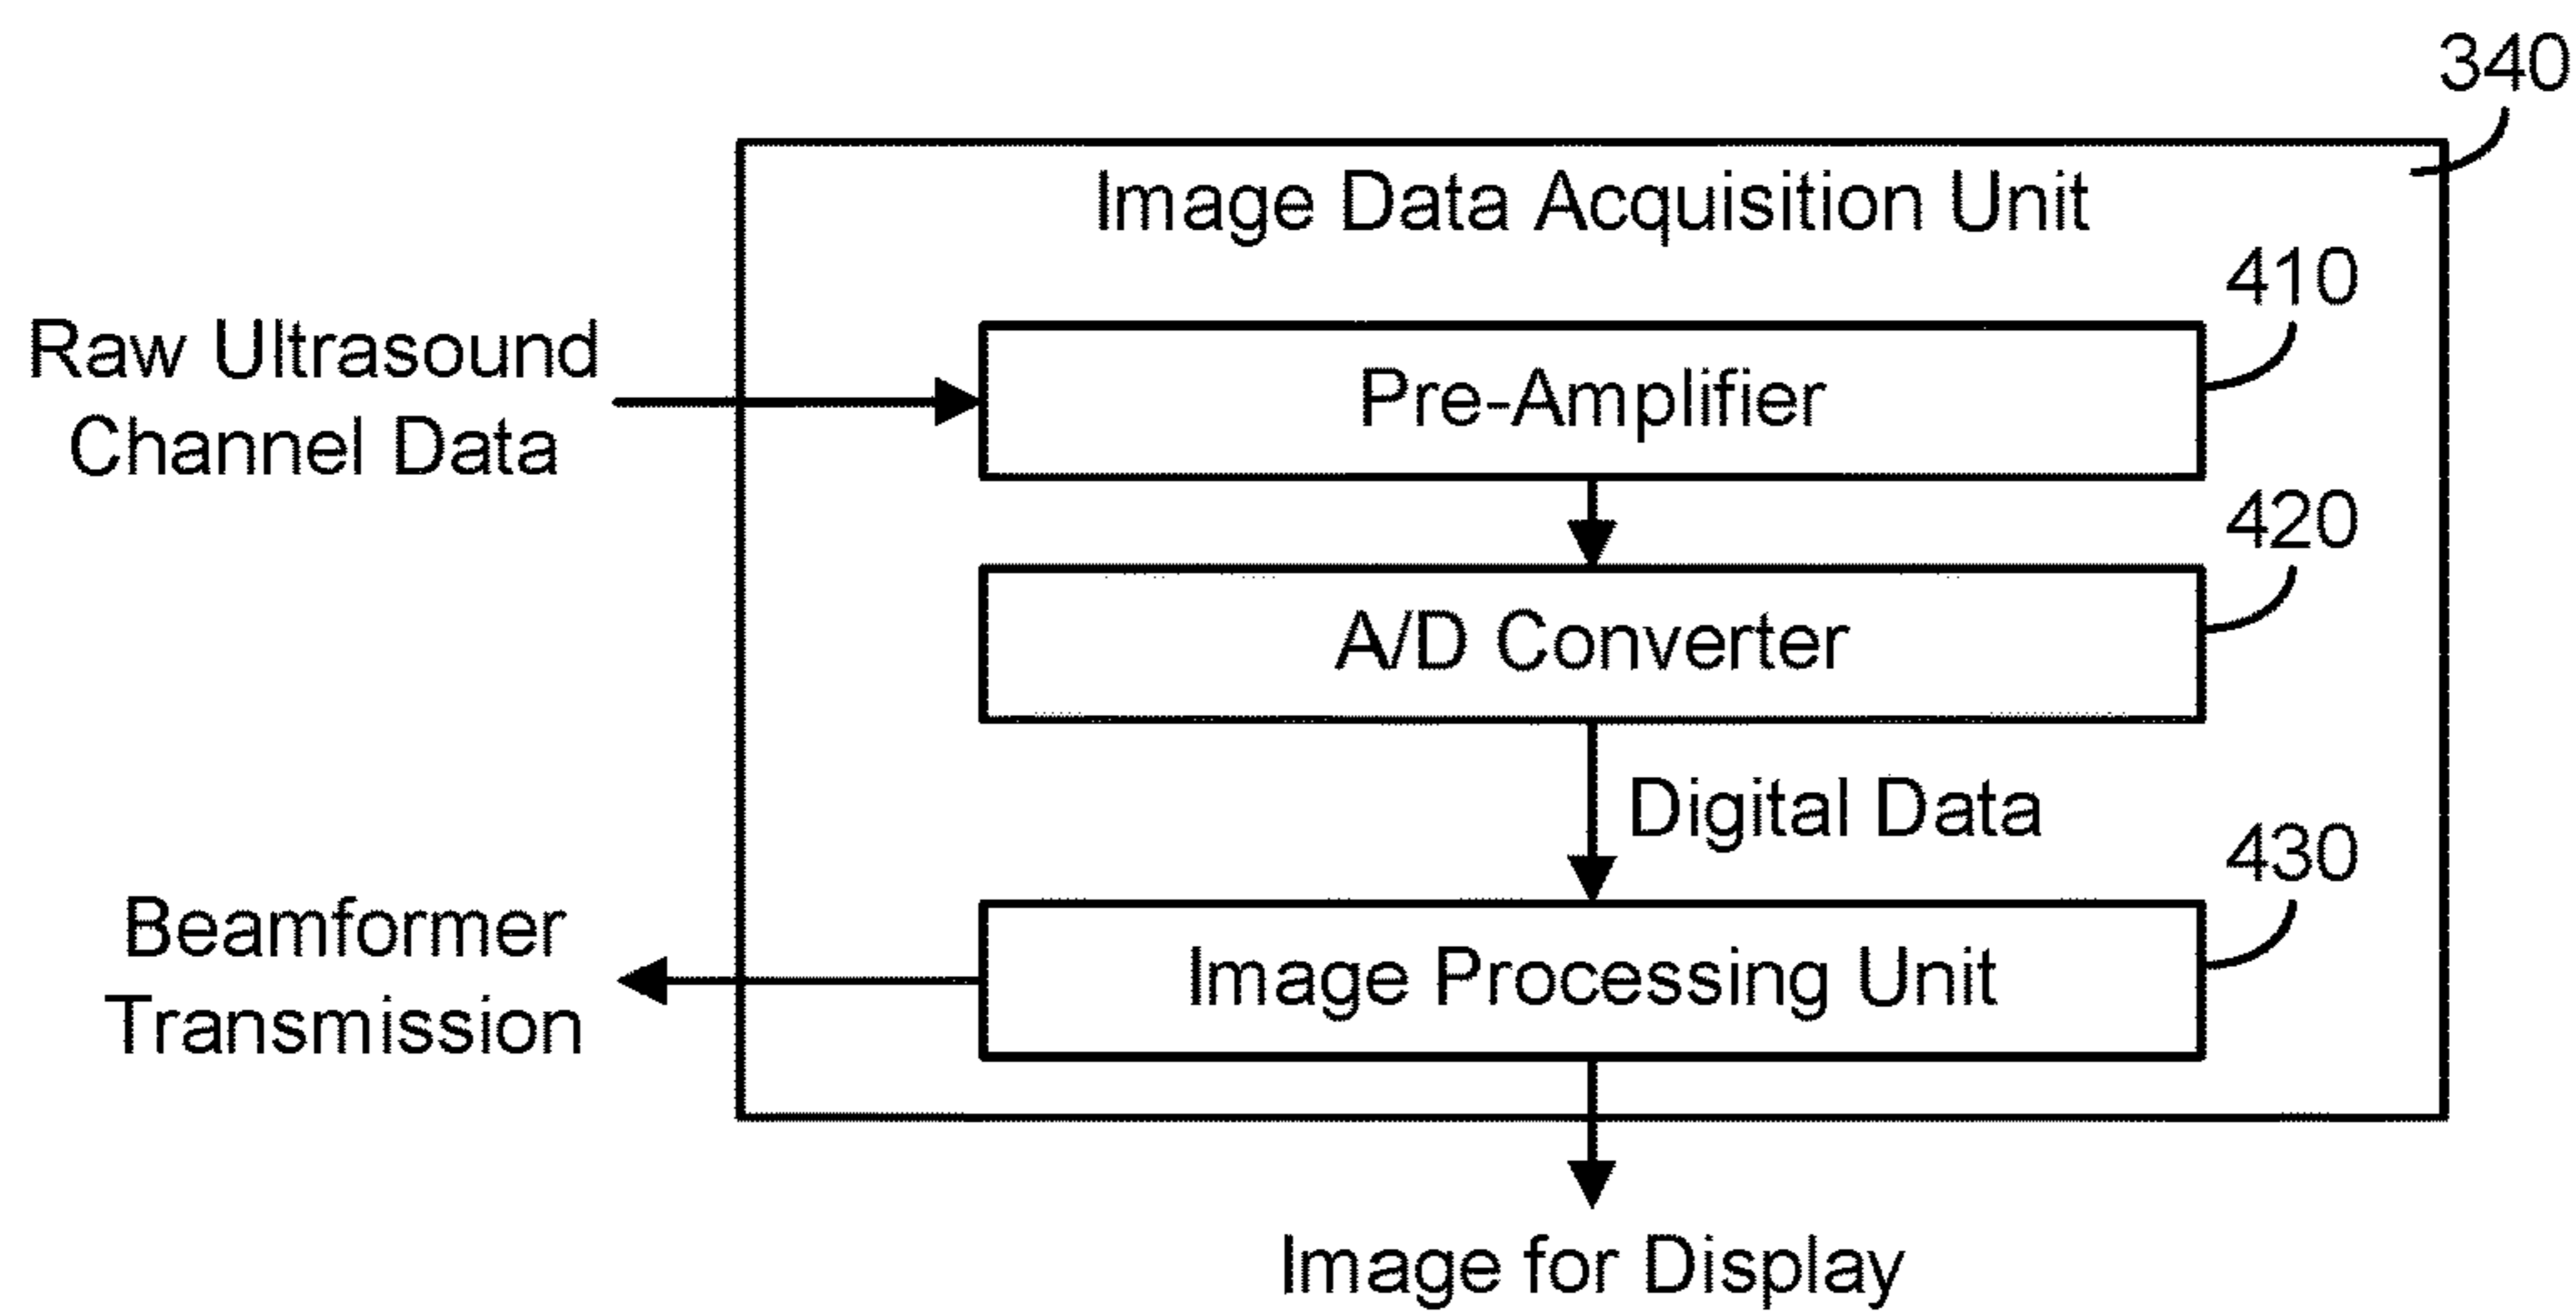 340
Image Data Acquisition Unit
410
Raw Ultrasound
Channel Data
Pre-Amplifier
420
A/D Converter
Digital Data
430
Beamformer
Transmission
Image Processing Unit
Image for Display